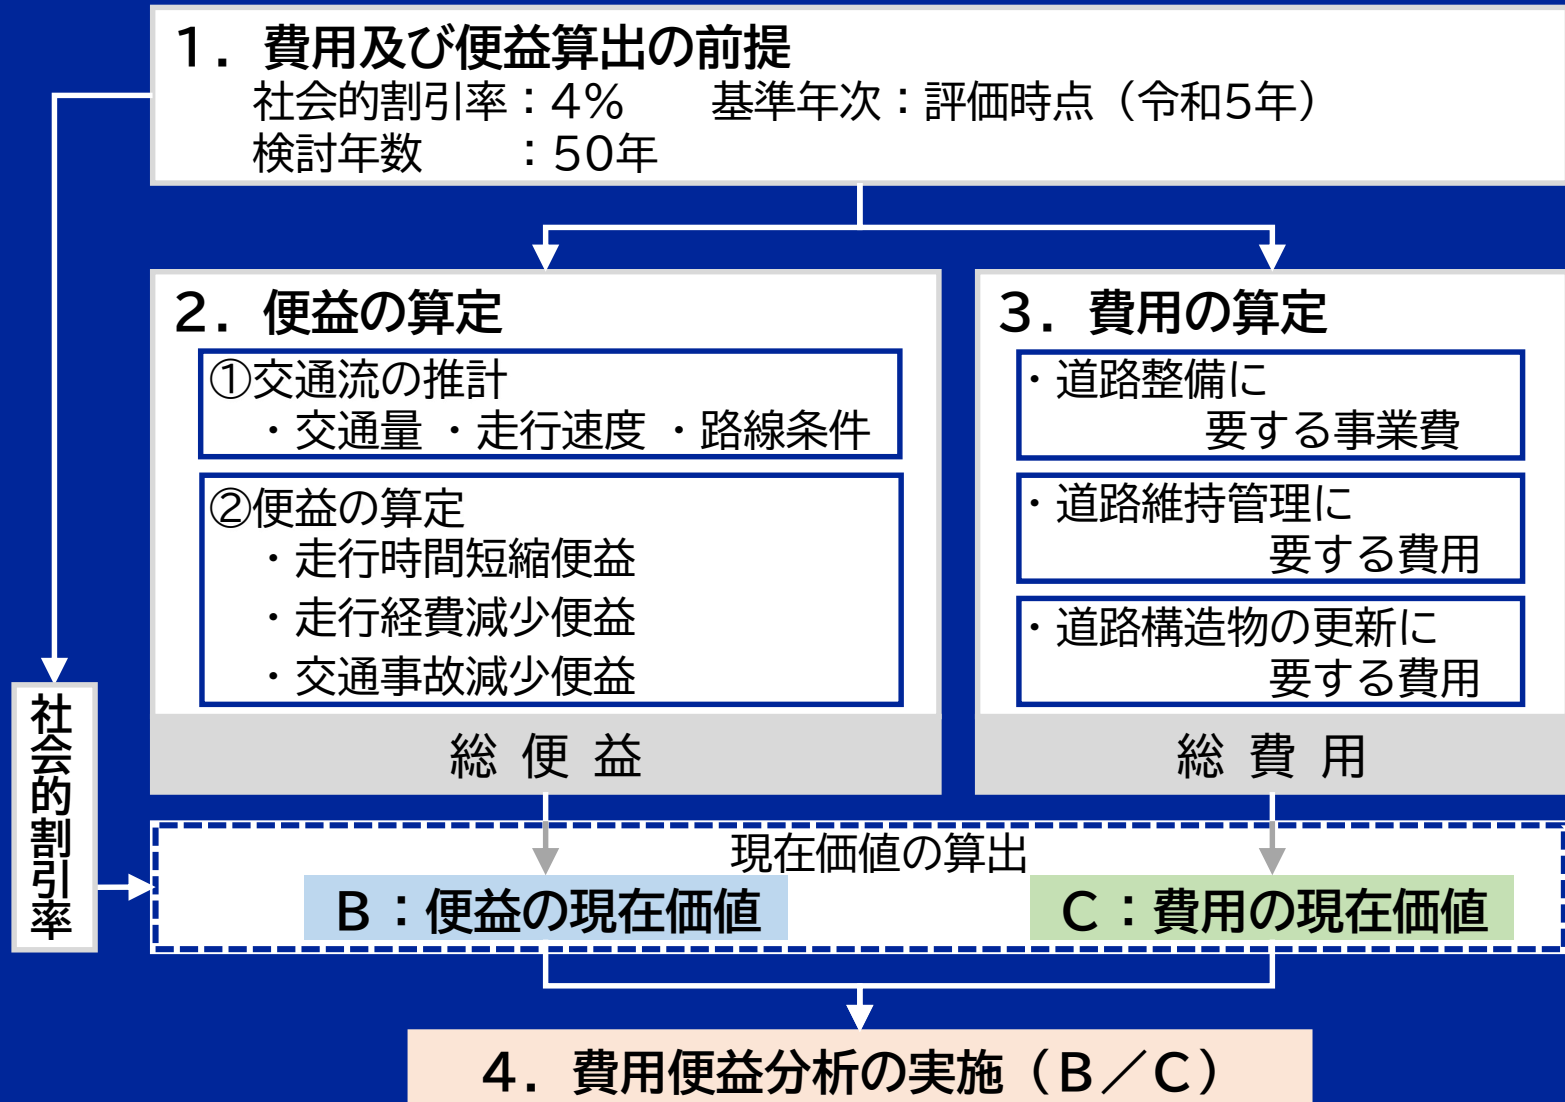 １．費用及び便益算出の前提
社会的割引率：4%　　基準年次：評価時点（令和5年）
検討年数　　：50年
２．便益の算定
①交通流の推計
・交通量 ・走行速度 ・路線条件
②便益の算定
・走行時間短縮便益
・走行経費減少便益
・交通事故減少便益
総 便 益
３．費用の算定
・道路整備に
要する事業費
・道路維持管理に
要する費用
・道路構造物の更新に
要する費用
総 費 用
社会的割引率
現在価値の算出
Ｂ：便益の現在価値
Ｃ：費用の現在価値
４．費用便益分析の実施（Ｂ／Ｃ）